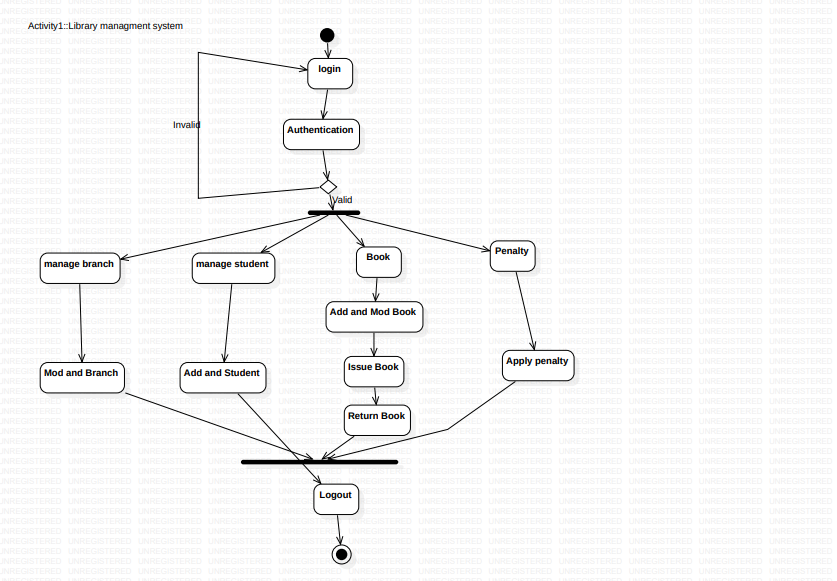 Activity1::Library managment system
login
Invalid
Authentication
Valid
manage branch
manage student
Book
Penalty
Add and Mod Book
Mod and Branch
Add and Student
Issue Book
Apply penalty
Return Book
Logout
UNREGISTERED